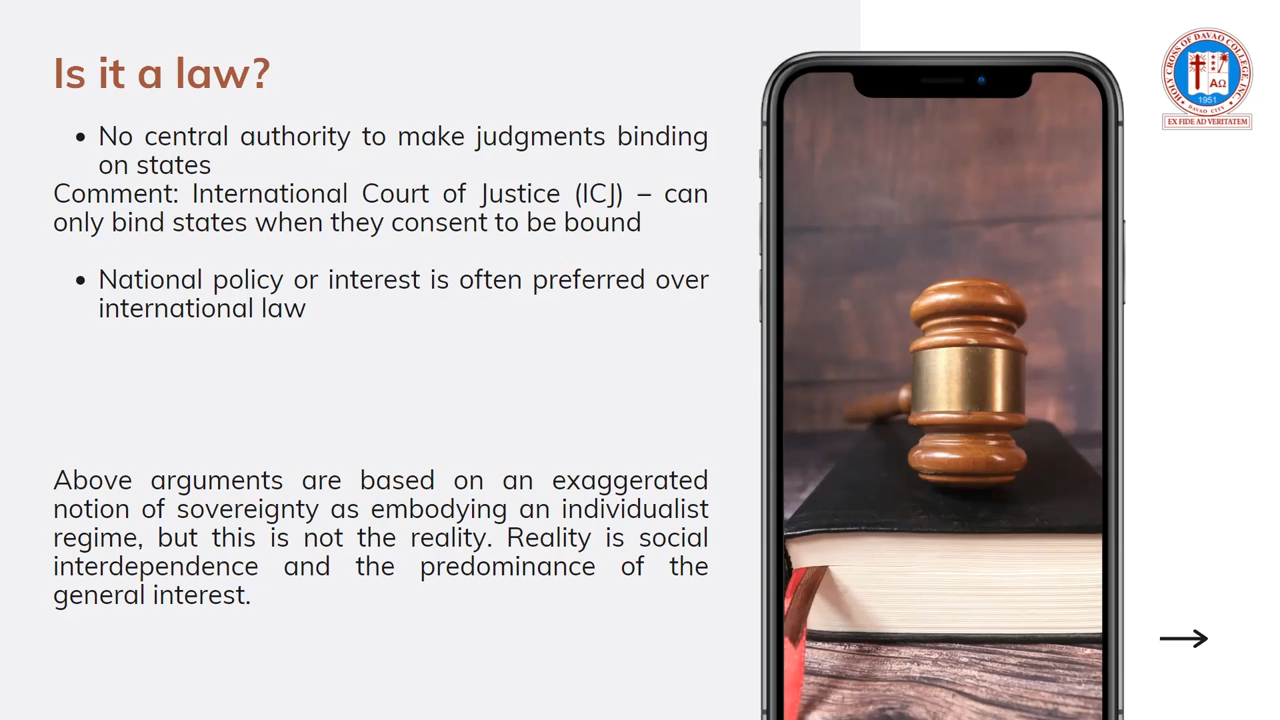 Is it a law?
• No central authority to make judgments binding
on states
Comment: International Court of Justice (ICJ) – can
only bind states when they consent to be bound
• National policy or interest is often preferred over
international law
Above arguments are based on an exaggerated
notion of sovereignty as embodying an individualist
regime, but this is not the reality. Reality is social
interdependence and the predominance of the
general interest.
HOLY CROSS OF DAVAO COLLEGE, INC.
ΑΩ
1951
DAVAO CITY
EX FIDE AD VERITATEM